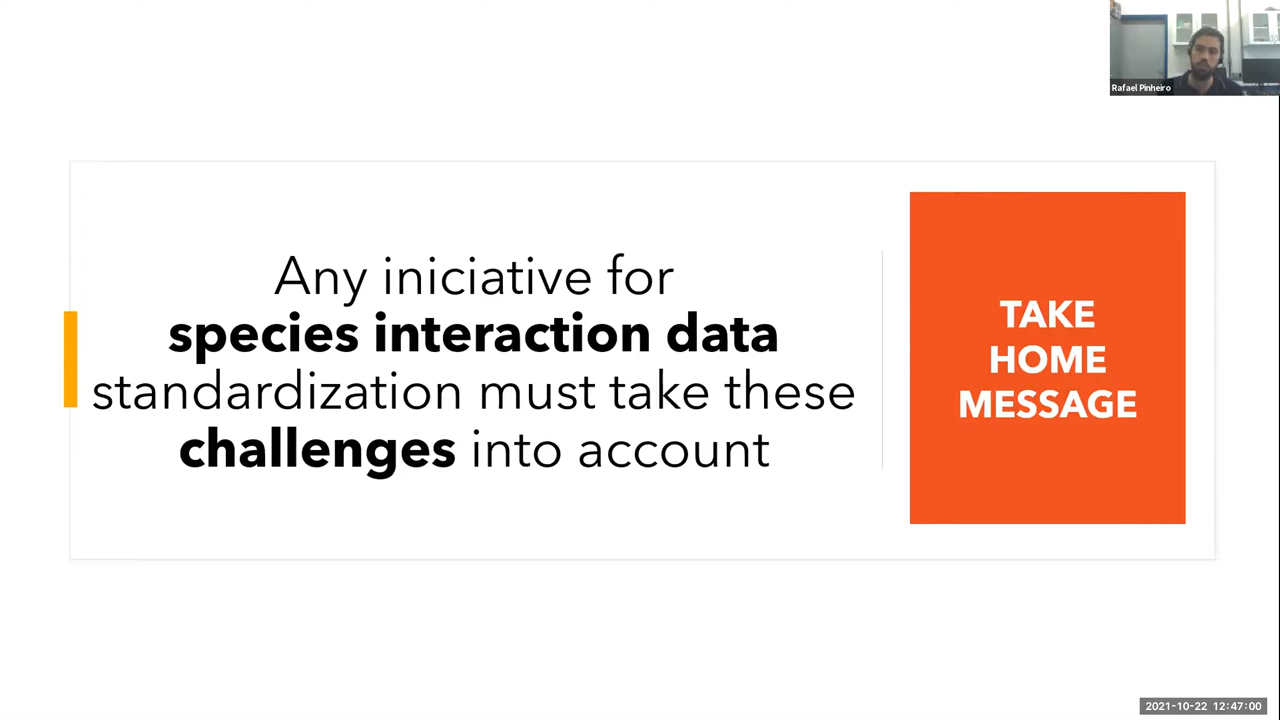 Rafael Pinheiro
Any iniciative for
species interaction data
standardization must take these
challenges into account
TAKE
HOME
MESSAGE
2021-10-22 12:47:00